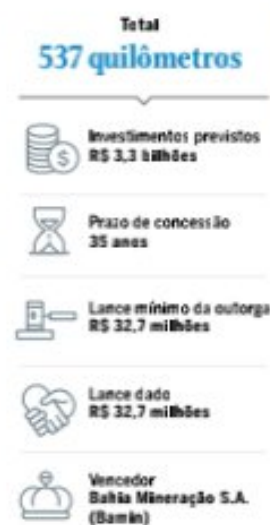 Total
537 quilômetros
Investimentos previstos
R$ 3,3 bilhões
Prazo de concessão
35 anos
Lance mínimo da outorga
R$ 32,7 milhões
Lance dado
R$ 32,7 milhões
Vencedor
Bahia Mineração S.A.
(Bamin)